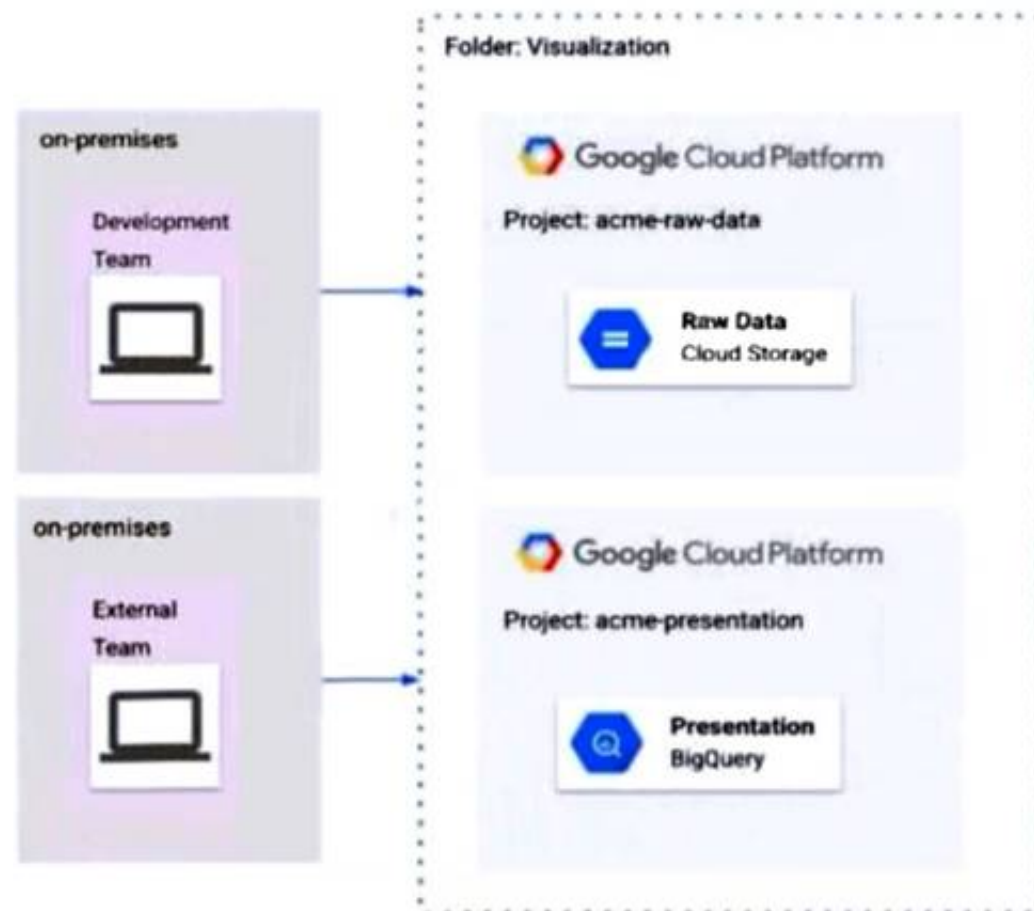 Folder: Visualization
on-premises
Development
Team
Google Cloud Platform
Project: acme-raw-data
Raw Data
Cloud Storage
on-premises
External
Team
Google Cloud Platform
Project: acme-presentation
Presentation
BigQuery